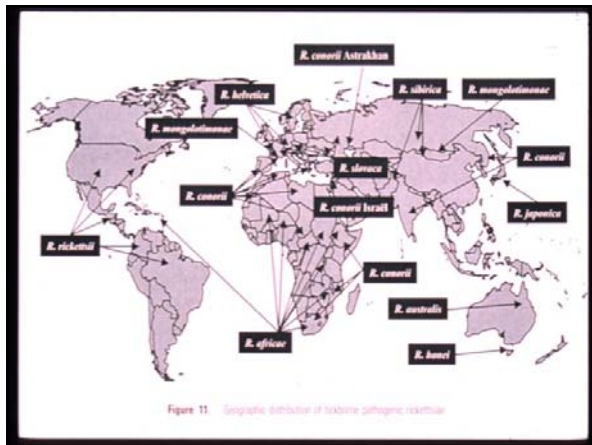 R. conorii Astrakhan
R. helvetica
R. sibirica
R. mongolotimonae
R. mongolotimonae
R. slovaca
R. conorii
R. conorii
R. conorii Israël
R. japonica
R. rickettsii
R. conorii
R. africae
R. australis
R. honei
Figure 11. Geographic distribution of tickborne pathogenic rickettsiae